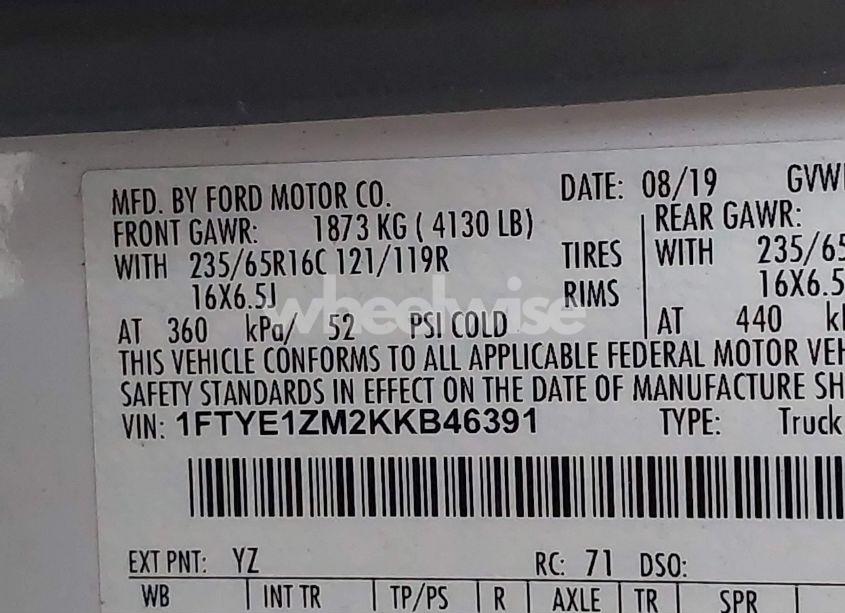 MFD. BY FORD MOTOR CO. DATE: 08/19 GVW
FRONT GAWR: 1873 KG ( 4130 LB) REAR GAWR:
WITH 235/65R16C 121/119R TIRES WITH 235/65
16X6.5J RIMS 16X6.5
wheelwise
AT 360 kPa/ 52 PSI COLD AT 440 k
THIS VEHICLE CONFORMS TO ALL APPLICABLE FEDERAL MOTOR VEH
SAFETY STANDARDS IN EFFECT ON THE DATE OF MANUFACTURE SH
VIN: 1FTYE1ZM2KKB46391 TYPE: Truck
EXT PNT: YZ RC: 71 DSO:
WB INT TR TP/PS R AXLE TR SPR